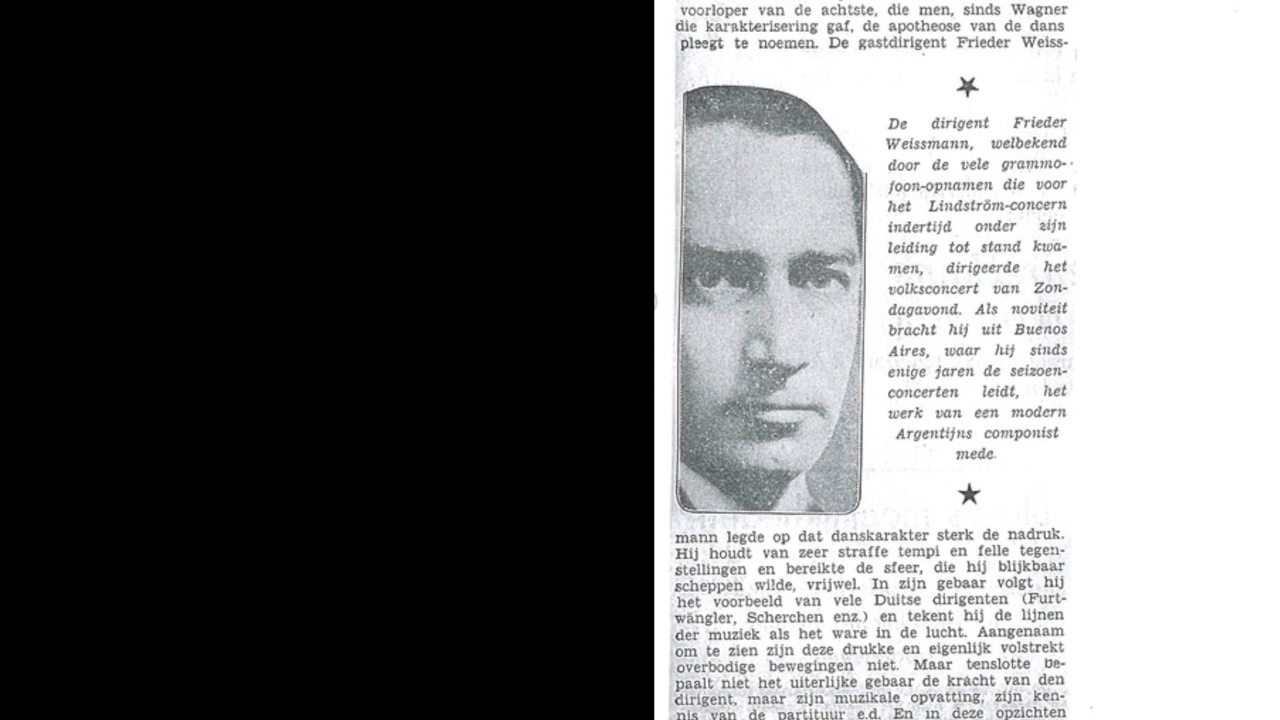 voorloper van de achtste, die men, sinds Wagner
die karakterisering gaf, de apotheose van de dans
pleegt te noemen. De gastdirigent Frieder Weiss-
De dirigent Frieder
Weissmann, welbekend
door de vele grammo-
foon-opnamen die voor
het Lindström-concern
indertijd onder zijn
leiding tot stand kwa-
men, dirigeerde het
volksconcert van Zon-
dagavond. Als noviteit
bracht hij uit Buenos
Aires, waar hij sinds
enige jaren de seizoen-
concerten leidt, het
werk van een modern
Argentijns componist
mede.
mann legde op dat danskarakter sterk de nadruk.
Hij houdt van zeer straffe tempi en felle tegen-
stellingen en bereikte de sfeer, die hij blijkbaar
scheppen wilde, vrijwel. In zijn gebaar volgt hij
het voorbeeld van vele Duitse dirigenten (Furt-
wängler, Scherchen enz.) en tekent hij de lijnen
der muziek als het ware in de lucht. Aangenaam
om te zien zijn deze drukke en eigenlijk volstrekt
overbodige bewegingen niet. Maar tenslotte be-
paalt niet het uiterlijke gebaar de kracht van den
dirigent, maar zijn muzikale opvatting, zijn ken-
nis van de partituur e.d. En in deze opzichten